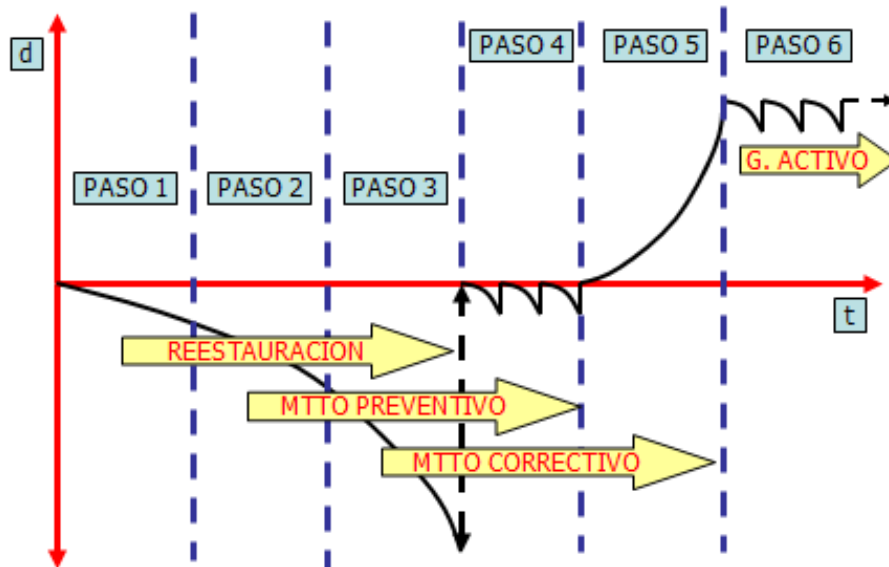 d
PASO 4
PASO 5
PASO 6
G. ACTIVO
PASO 1
PASO 2
PASO 3
t
REESTAURACION
MTTO PREVENTIVO
MTTO CORRECTIVO